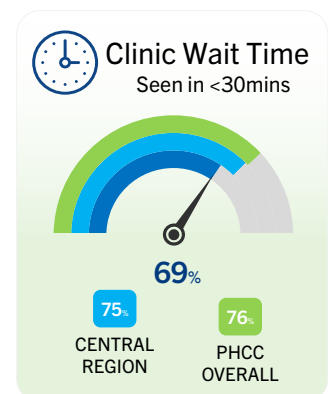 Clinic Wait Time
Seen in <30mins
69%
75%
76%
CENTRAL
REGION
PHCC
OVERALL